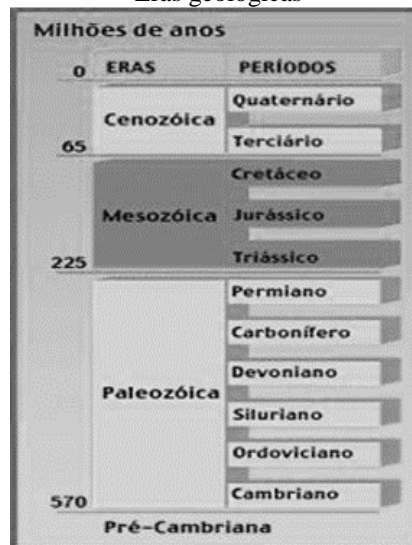 Eras geológicas
Milhões de anos
0 ERAS PERÍODOS
Quaternário
Cenozóica
65 Terciário
Cretáceo
Mesozóica Jurássico
225 Triássico
Permiano
Carbonífero
Devoniano
Paleozóica
Siluriano
Ordoviciano
570 Cambriano
Pré-Cambriana